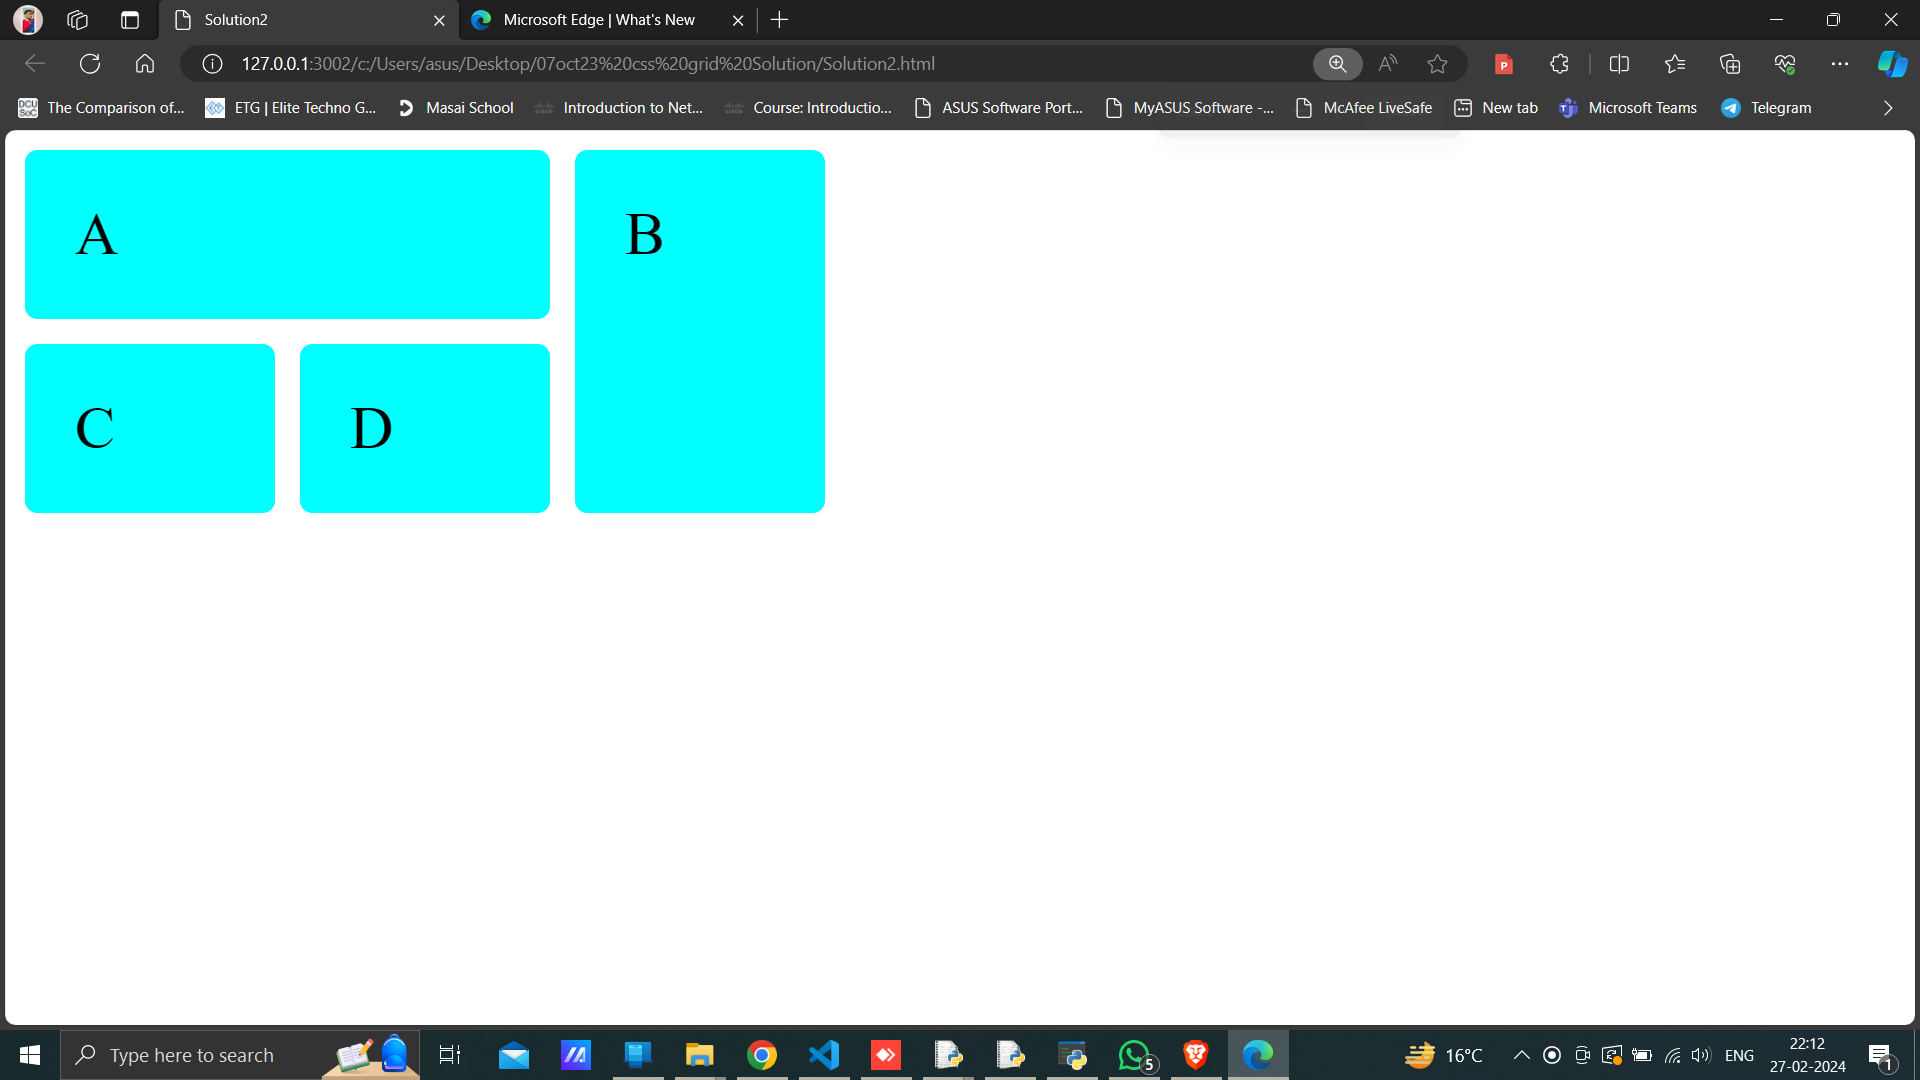 Solution2
Microsoft Edge | What's New
127.0.0.1:3002/c:/Users/asus/Desktop/07oct23%20css%20grid%20Solution/Solution2.html
The Comparison of...
ETG | Elite Techno G...
Masai School
Introduction to Net...
Course: Introductio...
ASUS Software Port...
MyASUS Software -...
McAfee LiveSafe
New tab
Microsoft Teams
Telegram
A
B
C
D
Type here to search
5
16°C
ENG
22:12
27-02-2024
1